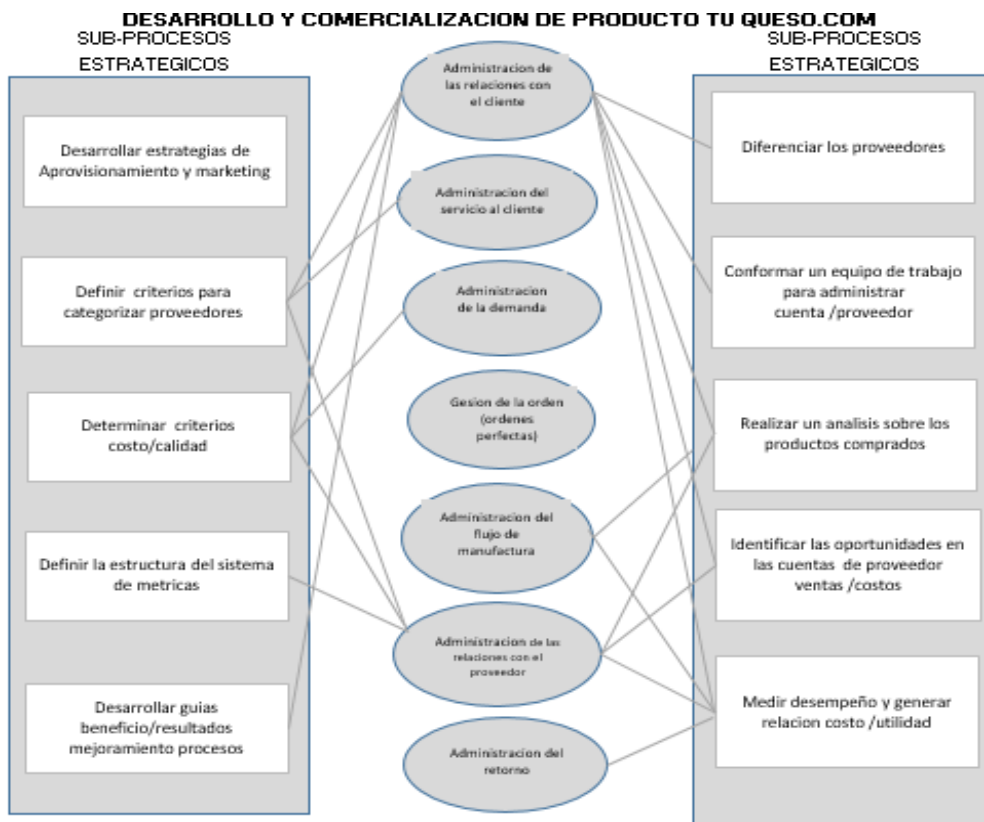 DESARROLLO Y COMERCIALIZACION DE PRODUCTO TU QUESO.COM
SUB-PROCESOS
ESTRATEGICOS
Desarrollar estrategias de
Aprovisionamiento y marketing
Definir criterios para
categorizar proveedores
Determinar criterios
costo/calidad
Definir la estructura del sistema
de metricas
Desarrollar guias
beneficio/resultados
mejoramiento procesos
Administracion de
las relaciones con
el cliente
Administracion del
servicio al cliente
Administracion
de la demanda
Gesion de la orden
(ordenes
perfectas)
Administracion del
flujo de
manufactura
Administracion de las
relaciones con el
proveedor
Administracion del
retorno
SUB-PROCESOS
ESTRATEGICOS
Diferenciar los proveedores
Conformar un equipo de trabajo
para administrar
cuenta /proveedor
Realizar un analisis sobre los
productos comprados
Identificar las oportunidades en
las cuentas de proveedor
ventas /costos
Medir desempeño y generar
relacion costo /utilidad